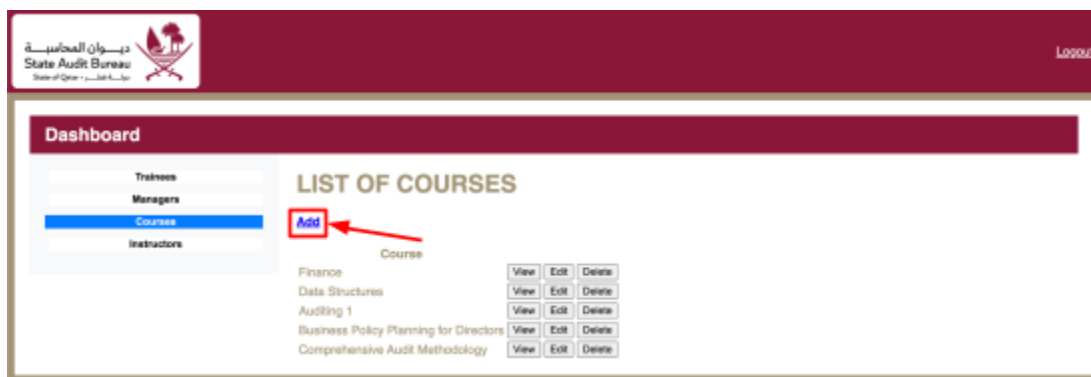 ديـــوان المحاسبـــة
State Audit Bureau
Logout
Dashboard
Trainees
Managers
Courses
Instructors
LIST OF COURSES
Add
Course
Finance View Edit Delete
Data Structures View Edit Delete
Auditing 1 View Edit Delete
Business Policy Planning for Directors View Edit Delete
Comprehensive Audit Methodology View Edit Delete